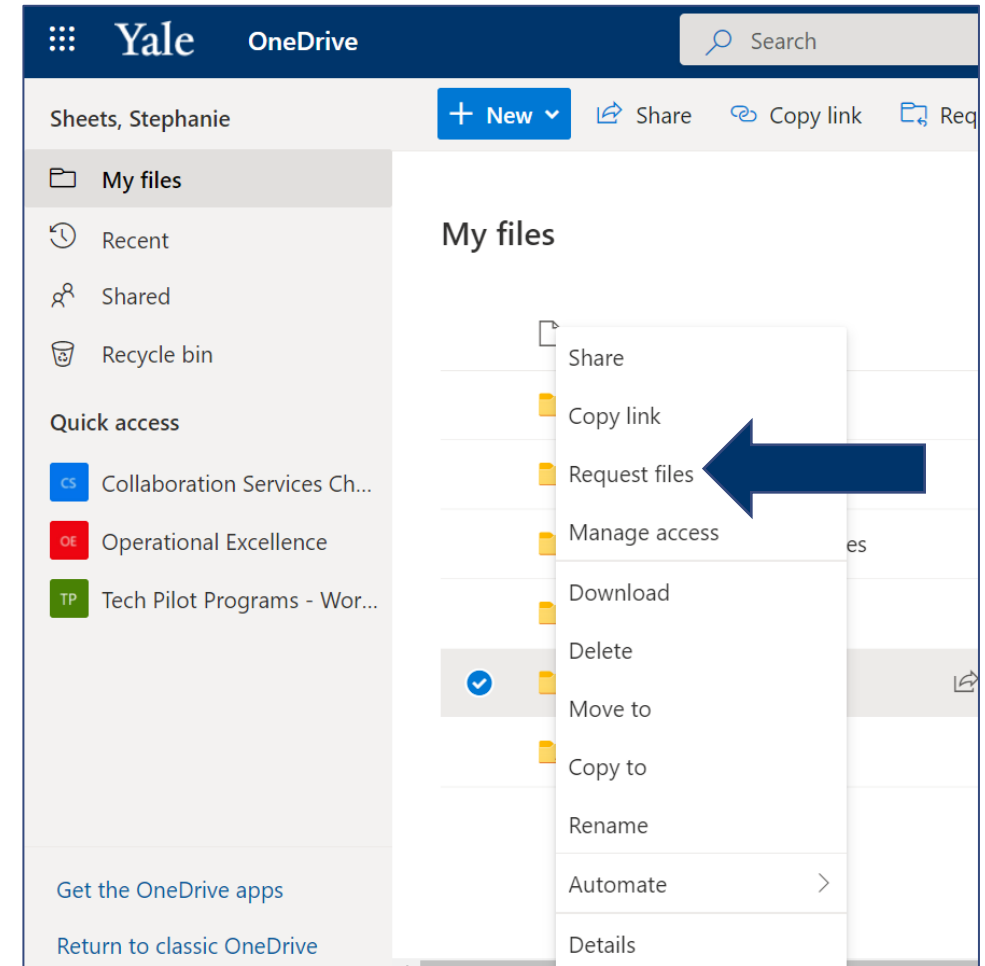 Yale OneDrive Search
Sheets, Stephanie
New Share Copy link Req
My files
Recent
Shared
Recycle bin
Quick access
CS Collaboration Services Ch...
OE Operational Excellence
TP Tech Pilot Programs - Wor...
Get the OneDrive apps
Return to classic OneDrive
My files
Share
Copy link
Request files
Manage access
es
Download
Delete
Move to
Copy to
Rename
Automate
Details